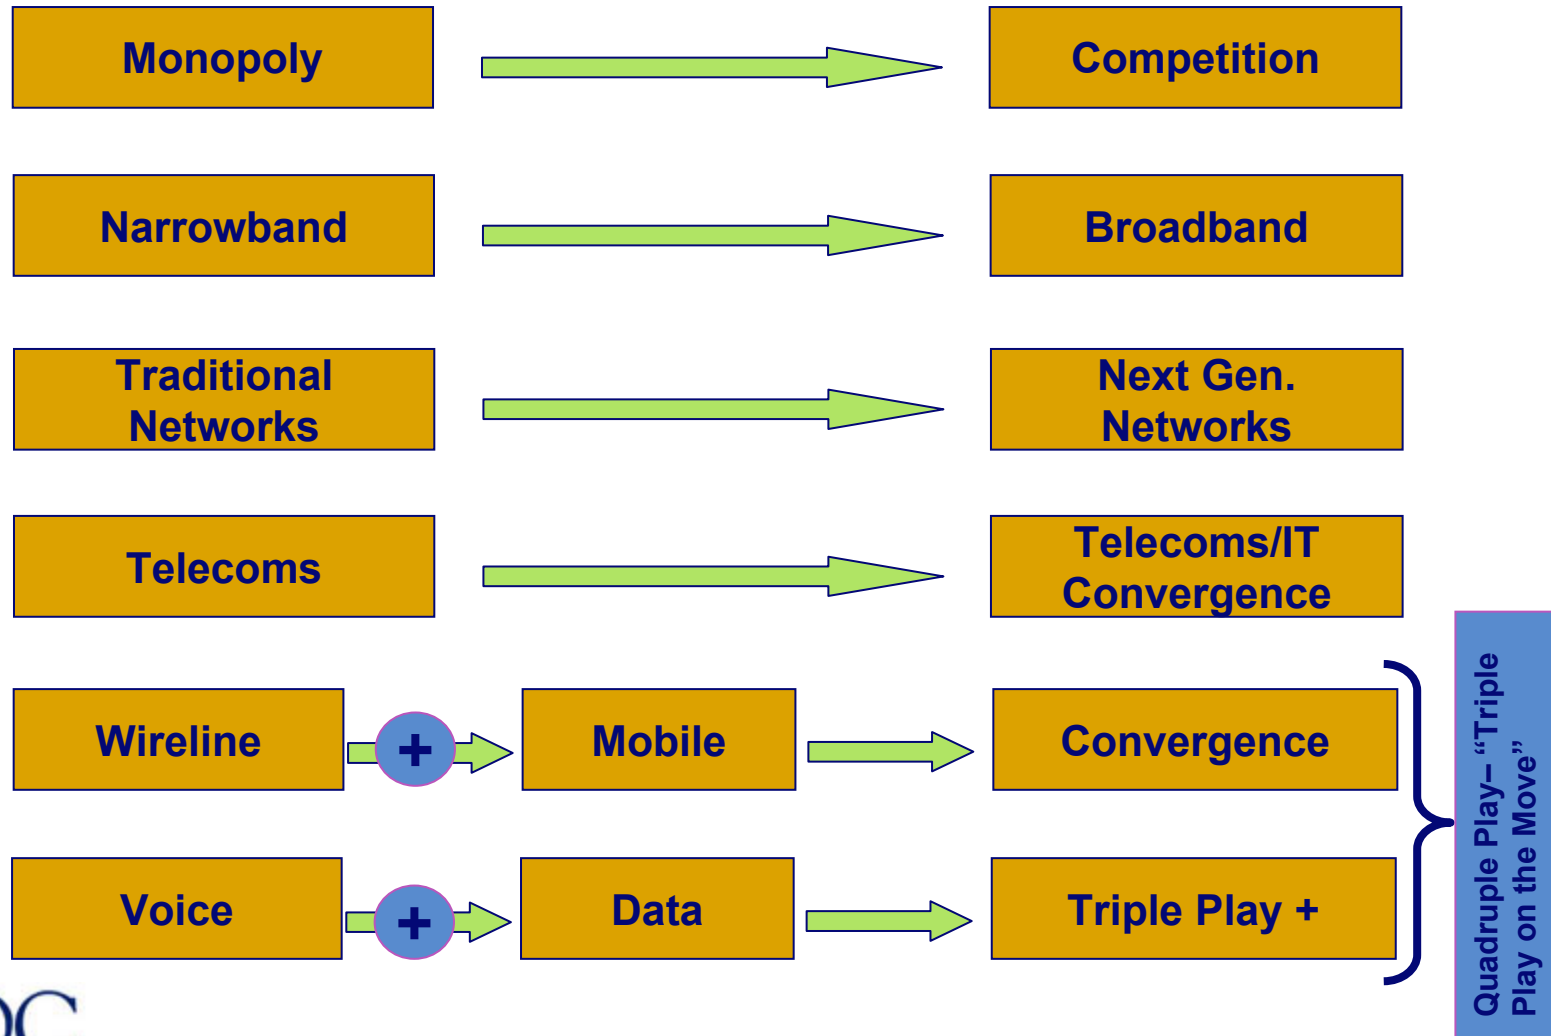 Monopoly
Competition
Narrowband
Broadband
Traditional
Networks
Next Gen.
Networks
Telecoms
Telecoms/IT
Convergence
Wireline
+
Mobile
Convergence
Voice
+
Data
Triple Play +
Quadruple Play– “Triple
Play on the Move”